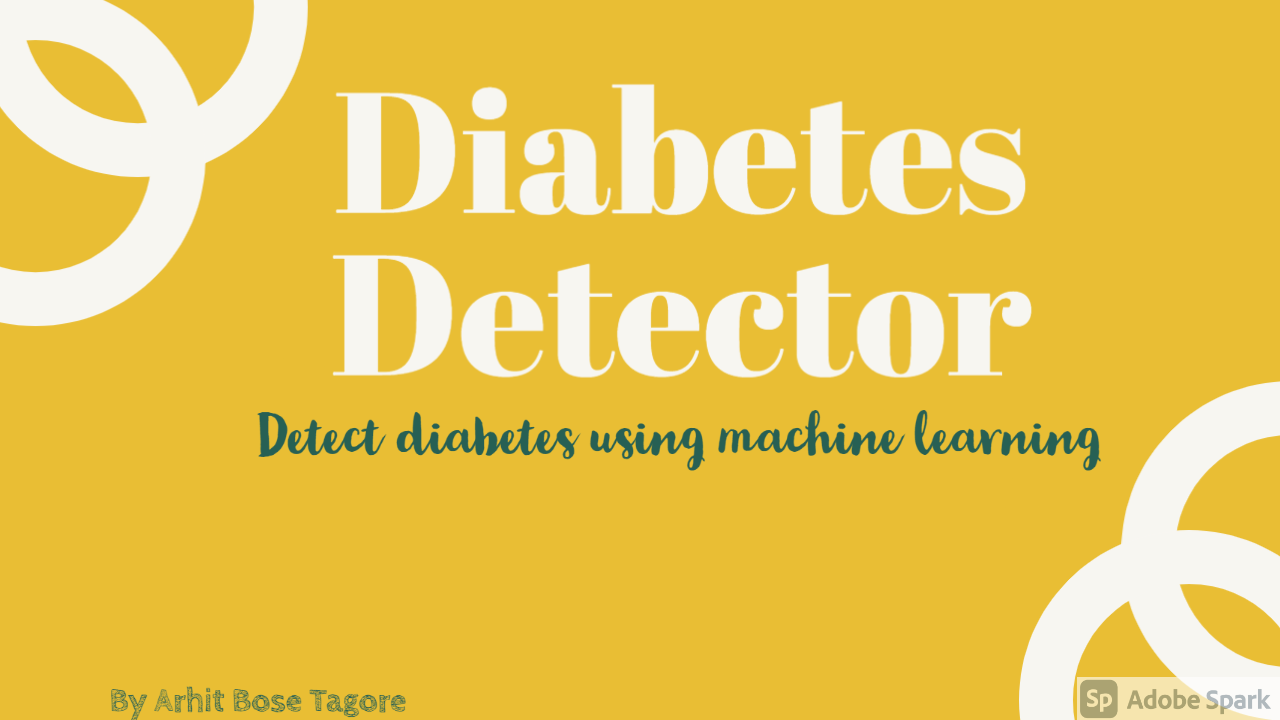 Diabetes
Detector
Detect diabetes using machine learning
By Arhit Bose Tagore
Sp Adobe Spark